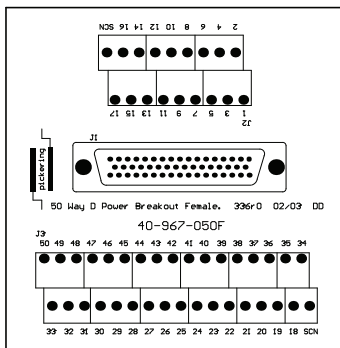 SCN 16 14 12 10 8 6 4 2
17 15 13 11 9 7 5 3 1
J2
J1
pickering
50 Way D Power Breakout Female. 336r0 02/03 DD
40-967-050F
J3
50 49 48 47 46 45 44 43 42 41 40 39 38 37 36 35 34
33 32 31 30 29 28 27 26 25 24 23 22 21 20 19 18 SCN